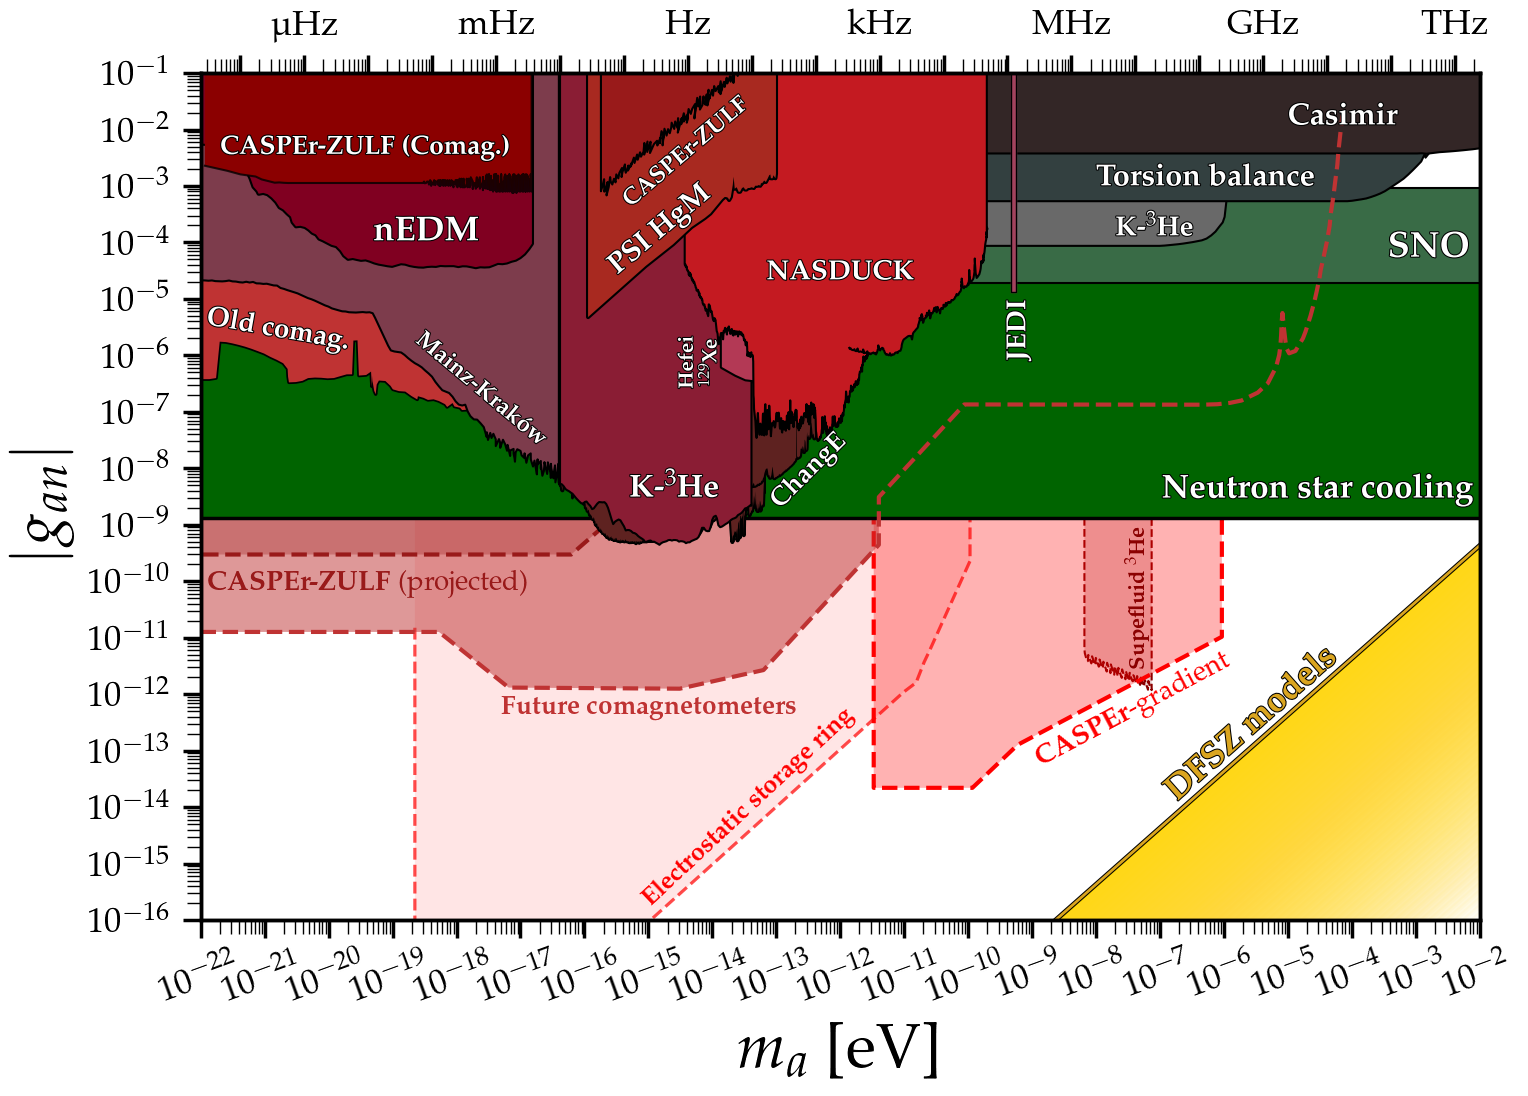 μHz mHz Hz kHz MHz GHz THz
10⁻¹
10⁻²
10⁻³
10⁻⁴
10⁻⁵
10⁻⁶
10⁻⁷
10⁻⁸
10⁻⁹
10⁻¹⁰
10⁻¹¹
10⁻¹²
10⁻¹³
10⁻¹⁴
10⁻¹⁵
10⁻¹⁶
|gₐₙ|
CASPEr-ZULF (Comag.)
nEDM
Old comag.
Mainz-Kraków
CASPEr-ZULF
PSI HgM
NASDUCK
Hefei
¹²⁹Xe
K-³He
ChangE
Casimir
Torsion balance
K-³He
SNO
JEDI
Neutron star cooling
CASPEr-ZULF (projected)
Future comagnetometers
Electrostatic storage ring
Supefluid ³He
CASPEr-gradient
DFSZ models
10⁻²² 10⁻²¹ 10⁻²⁰ 10⁻¹⁹ 10⁻¹⁸ 10⁻¹⁷ 10⁻¹⁶ 10⁻¹⁵ 10⁻¹⁴ 10⁻¹³ 10⁻¹² 10⁻¹¹ 10⁻¹⁰ 10⁻⁹ 10⁻⁸ 10⁻⁷ 10⁻⁶ 10⁻⁵ 10⁻⁴ 10⁻³ 10⁻²
mₐ [eV]